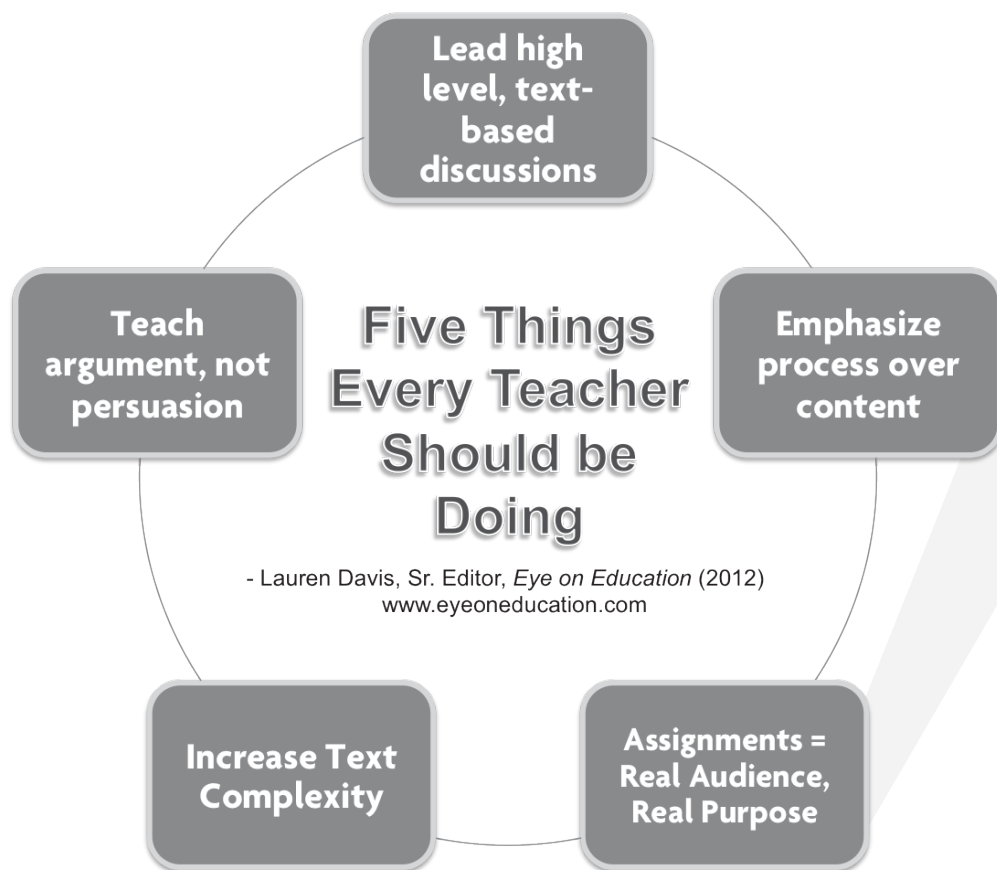 Lead high
level, text-
based
discussions
Teach
argument, not
persuasion
Five Things
Every Teacher
Should be
Doing
Emphasize
process over
content
- Lauren Davis, Sr. Editor, Eye on Education (2012)
www.eyeoneducation.com
Increase Text
Complexity
Assignments =
Real Audience,
Real Purpose